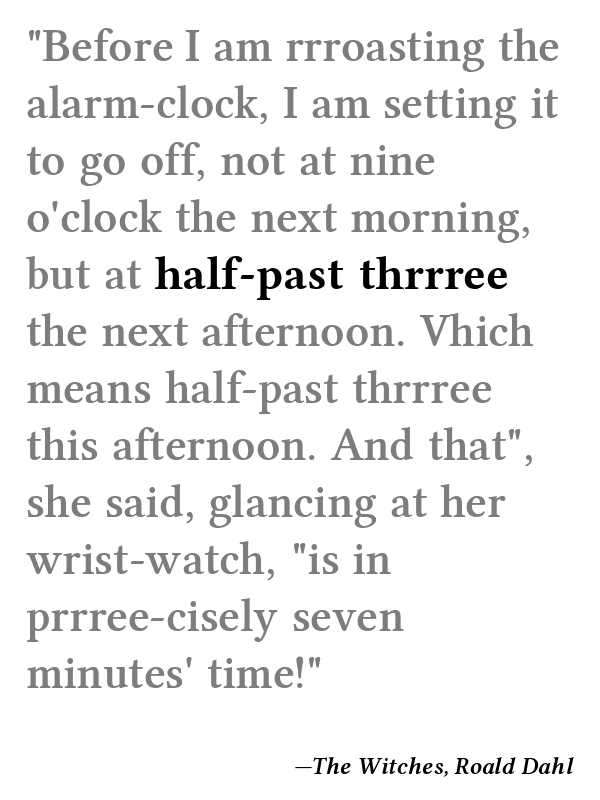 "Before I am rrroasting the
alarm-clock, I am setting it
to go off, not at nine
o'clock the next morning,
but at half-past thrrree
the next afternoon. Vhich
means half-past thrrree
this afternoon. And that",
she said, glancing at her
wrist-watch, "is in
prrree-cisely seven
minutes' time!"
—The Witches, Roald Dahl